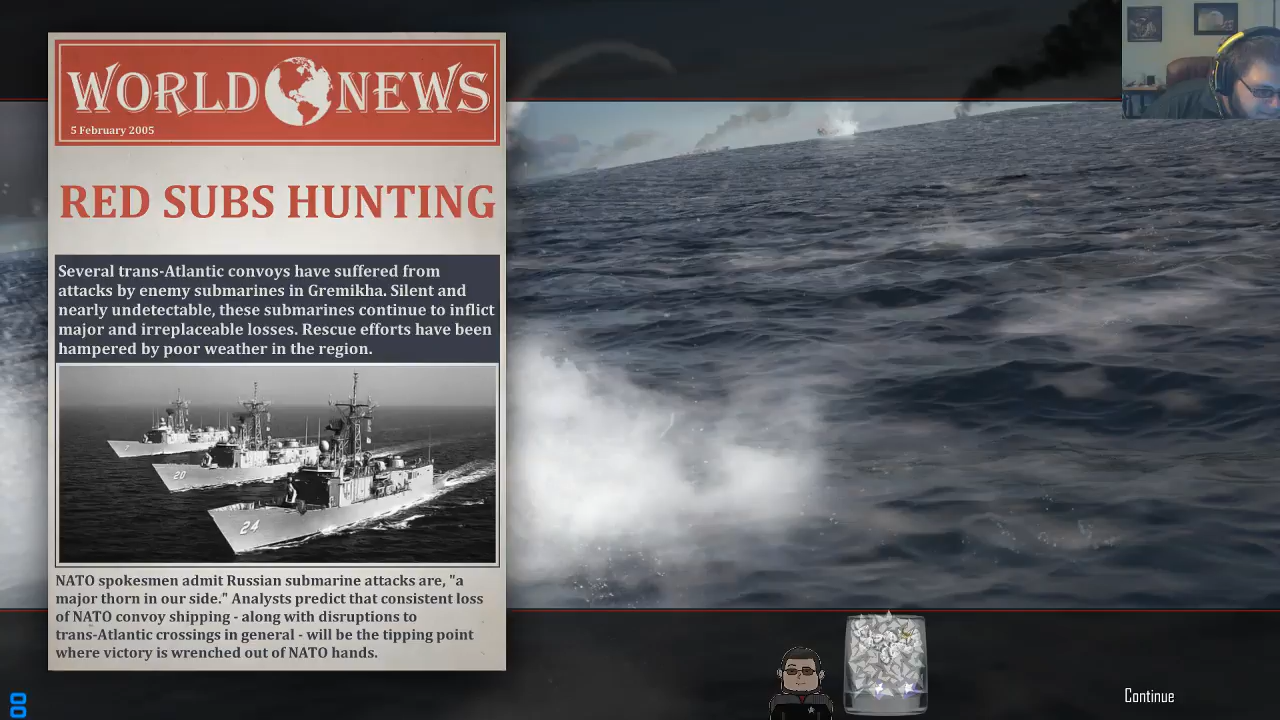 WORLD NEWS
5 February 2005
RED SUBS HUNTING
Several trans-Atlantic convoys have suffered from
attacks by enemy submarines in Gremikha. Silent and
nearly undetectable, these submarines continue to inflict
major and irreplaceable losses. Rescue efforts have been
hampered by poor weather in the region.
20
24
NATO spokesmen admit Russian submarine attacks are, "a
major thorn in our side." Analysts predict that consistent loss
of NATO convoy shipping - along with disruptions to
trans-Atlantic crossings in general - will be the tipping point
where victory is wrenched out of NATO hands.
Continue